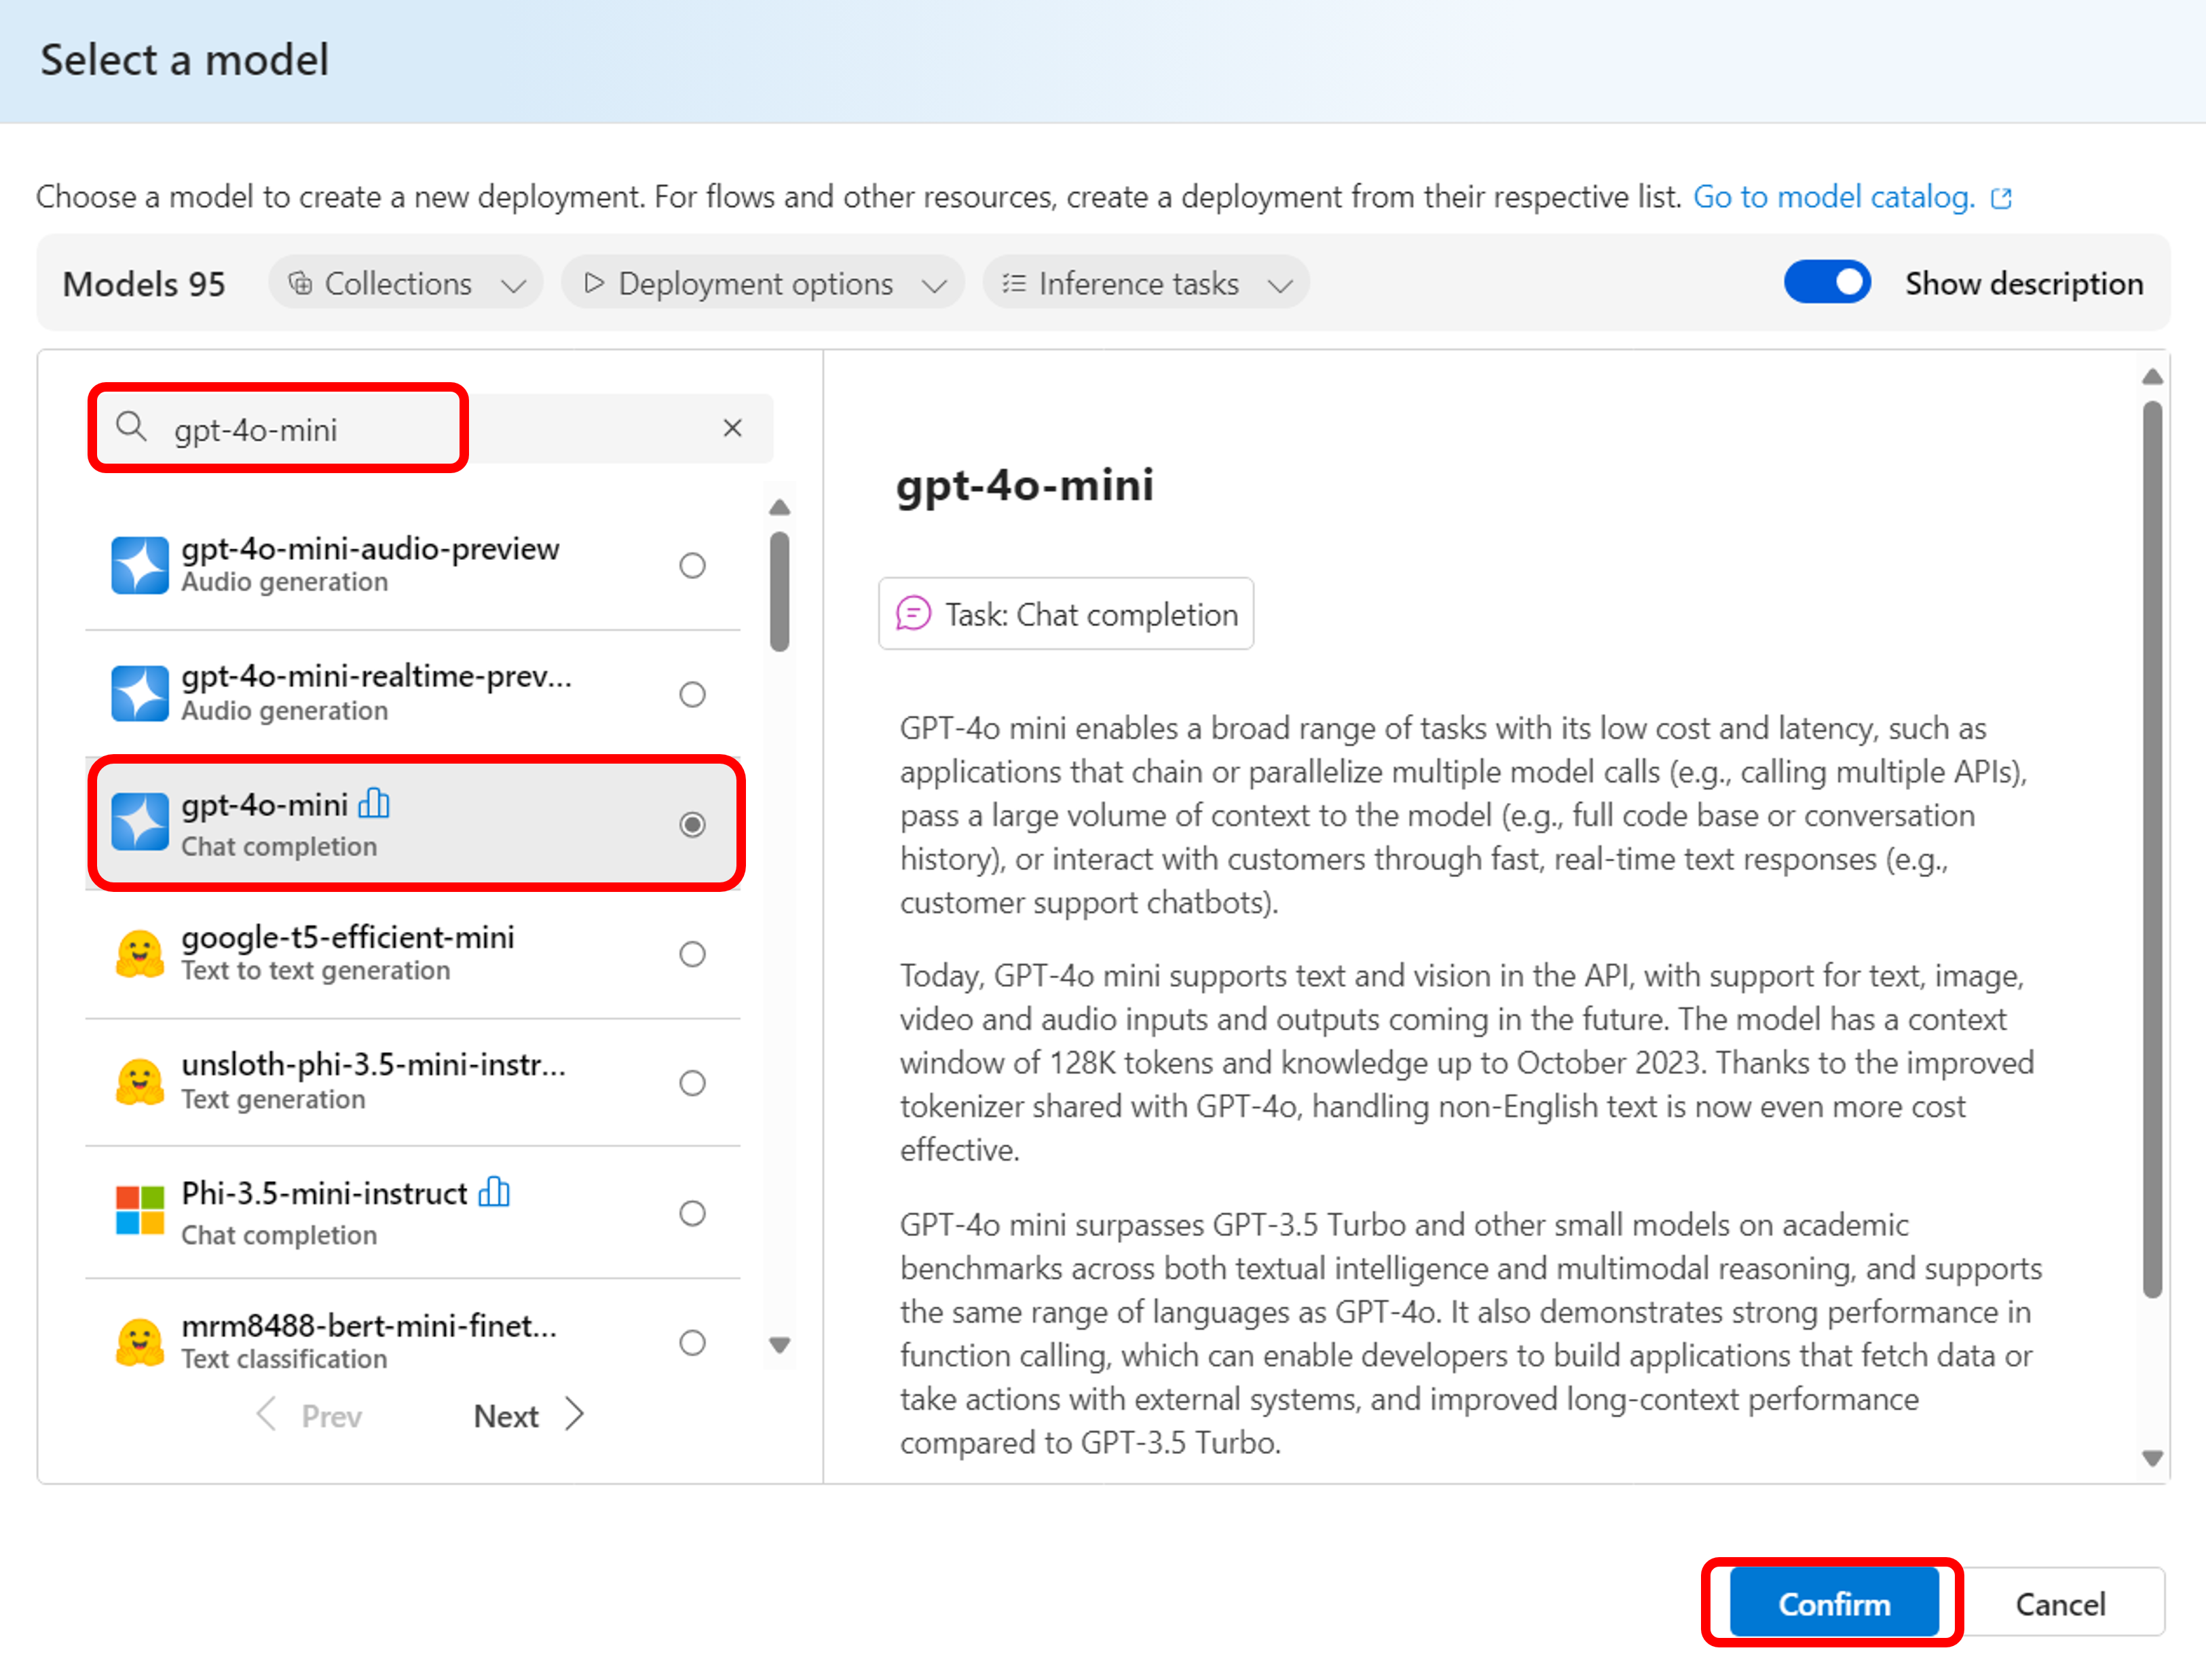 Select a model
Choose a model to create a new deployment. For flows and other resources, create a deployment from their respective list. Go to model catalog.
Models 95 Collections Deployment options Inference tasks Show description
gpt-4o-mini
gpt-4o-mini-audio-preview
Audio generation
gpt-4o-mini-realtime-prev...
Audio generation
gpt-4o-mini
Chat completion
google-t5-efficient-mini
Text to text generation
unsloth-phi-3.5-mini-instr...
Text generation
Phi-3.5-mini-instruct
Chat completion
mrm8488-bert-mini-finet...
Text classification
Prev Next
gpt-4o-mini
Task: Chat completion
GPT-4o mini enables a broad range of tasks with its low cost and latency, such as
applications that chain or parallelize multiple model calls (e.g., calling multiple APIs),
pass a large volume of context to the model (e.g., full code base or conversation
history), or interact with customers through fast, real-time text responses (e.g.,
customer support chatbots).
Today, GPT-4o mini supports text and vision in the API, with support for text, image,
video and audio inputs and outputs coming in the future. The model has a context
window of 128K tokens and knowledge up to October 2023. Thanks to the improved
tokenizer shared with GPT-4o, handling non-English text is now even more cost
effective.
GPT-4o mini surpasses GPT-3.5 Turbo and other small models on academic
benchmarks across both textual intelligence and multimodal reasoning, and supports
the same range of languages as GPT-4o. It also demonstrates strong performance in
function calling, which can enable developers to build applications that fetch data or
take actions with external systems, and improved long-context performance
compared to GPT-3.5 Turbo.
Confirm Cancel